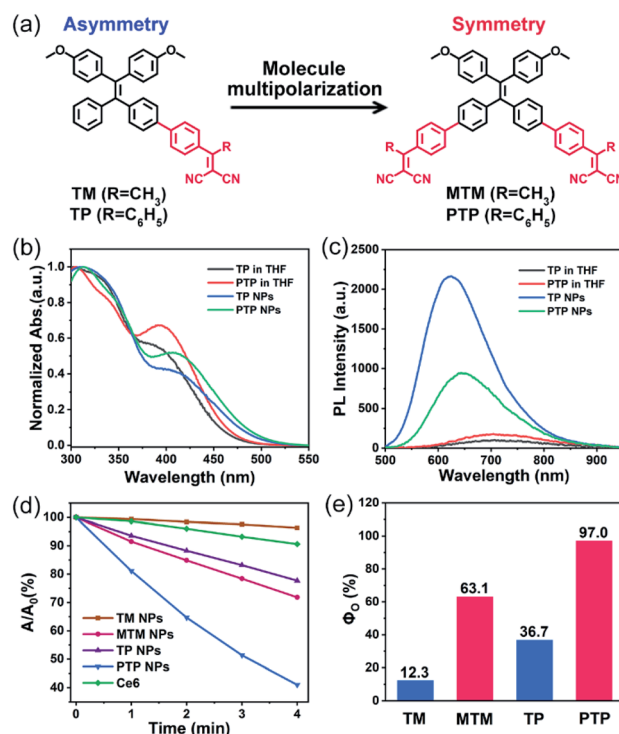 (a)
Asymmetry
Symmetry
Molecule
multipolarization
O
O
O
O
R
R
R
NC CN
NC CN
NC CN
TM (R=CH3)
TP (R=C6H5)
MTM (R=CH3)
PTP (R=C6H5)
(b)
1.0
0.8
0.6
0.4
0.2
0.0
Normalized Abs.(a.u.)
TP in THF
PTP in THF
TP NPs
PTP NPs
300 350 400 450 500 550
Wavelength (nm)
(c)
2500
2250
2000
1750
1500
1250
1000
750
500
250
0
PL Intensity (a.u.)
TP in THF
PTP in THF
TP NPs
PTP NPs
500 600 700 800 900
Wavelength (nm)
(d)
100
90
80
70
60
50
40
A/A0(%)
TM NPs
MTM NPs
TP NPs
PTP NPs
Ce6
0 1 2 3 4
Time (min)
(e)
120
100
80
60
40
20
0
ΦO (%)
12.3
63.1
36.7
97.0
TM MTM TP PTP